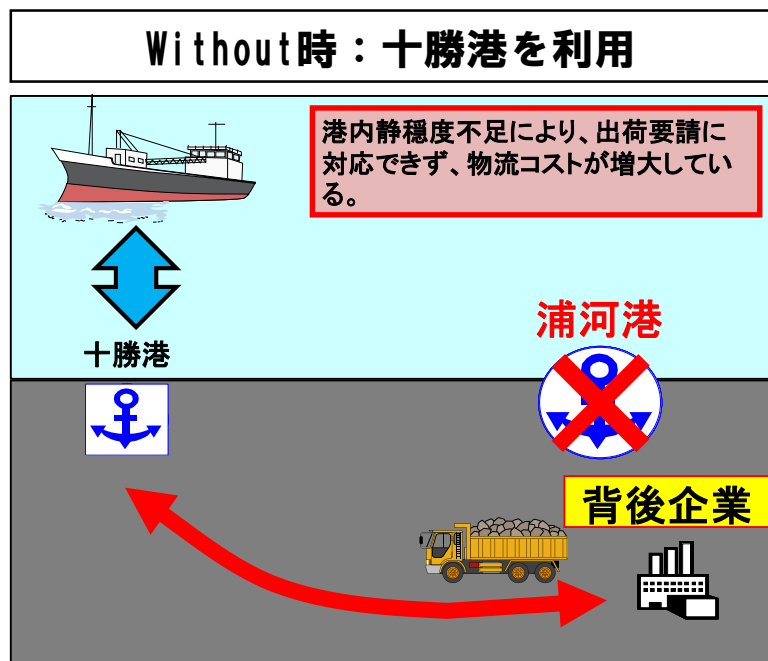 Without時：十勝港を利用
港内静穏度不足により、出荷要請に
対応できず、物流コストが増大してい
る。
浦河港
十勝港
背後企業